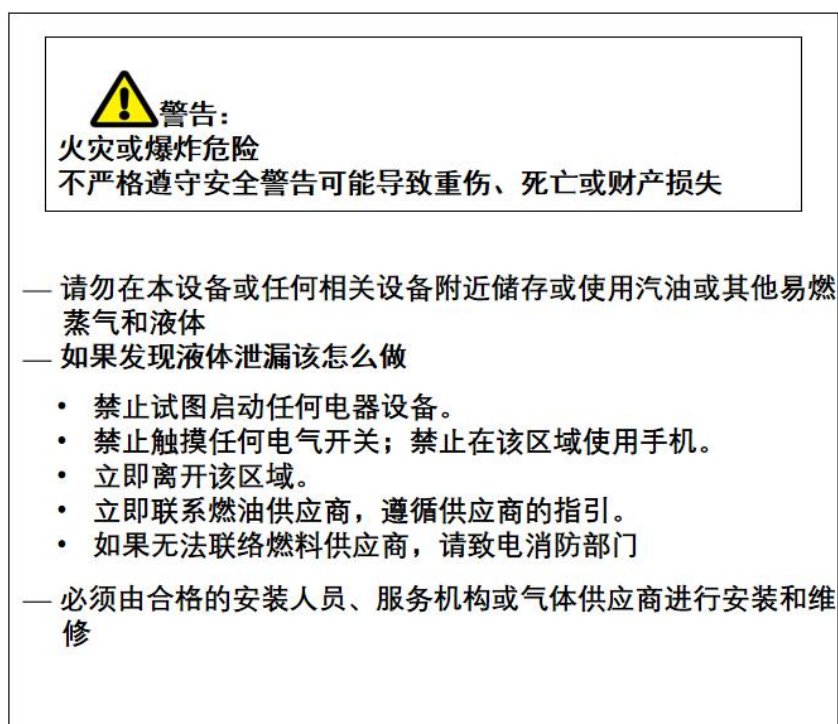 警告：
火灾或爆炸危险
不严格遵守安全警告可能导致重伤、死亡或财产损失
— 请勿在本设备或任何相关设备附近储存或使用汽油或其他易燃
蒸气和液体
— 如果发现液体泄漏该怎么做
• 禁止试图启动任何电器设备。
• 禁止触摸任何电气开关；禁止在该区域使用手机。
• 立即离开该区域。
• 立即联系燃油供应商，遵循供应商的指引。
• 如果无法联络燃料供应商，请致电消防部门
— 必须由合格的安装人员、服务机构或气体供应商进行安装和维
修